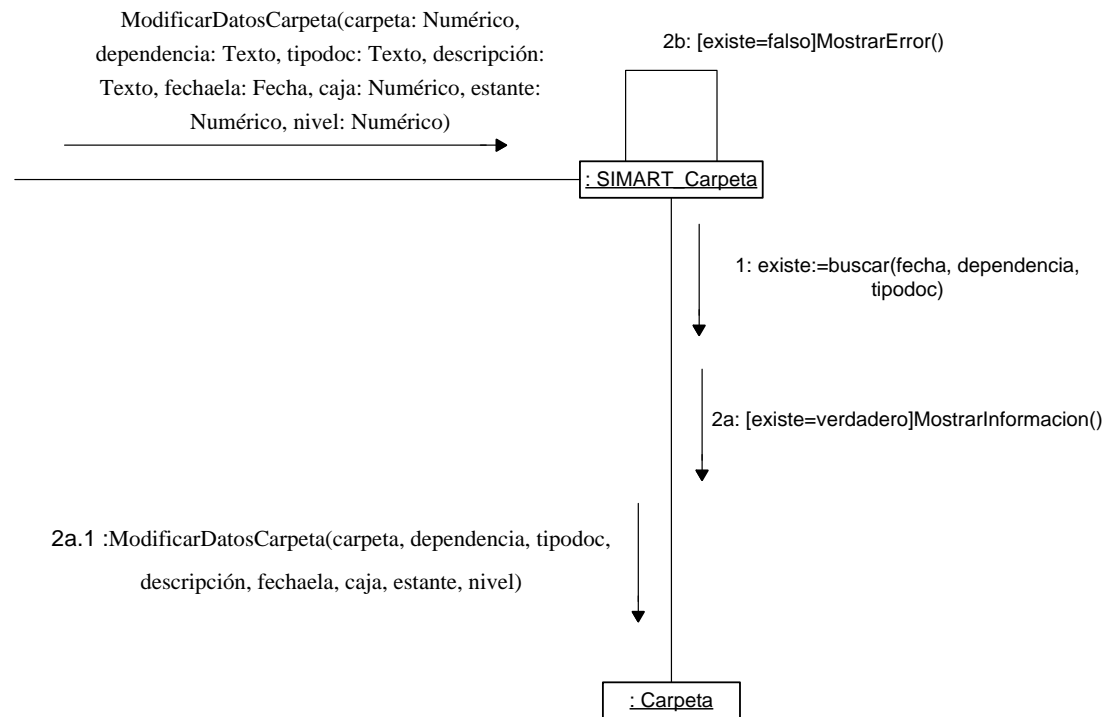 ModificarDatosCarpeta(carpeta: Numérico,
dependencia: Texto, tipodoc: Texto, descripción:
Texto, fechaela: Fecha, caja: Numérico, estante:
Numérico, nivel: Numérico)
2b: [existe=falso]MostrarError()
: SIMART_Carpeta
1: existe:=buscar(fecha, dependencia,
tipodoc)
2a: [existe=verdadero]MostrarInformacion()
2a.1 :ModificarDatosCarpeta(carpeta, dependencia, tipodoc,
descripción, fechaela, caja, estante, nivel)
: Carpeta